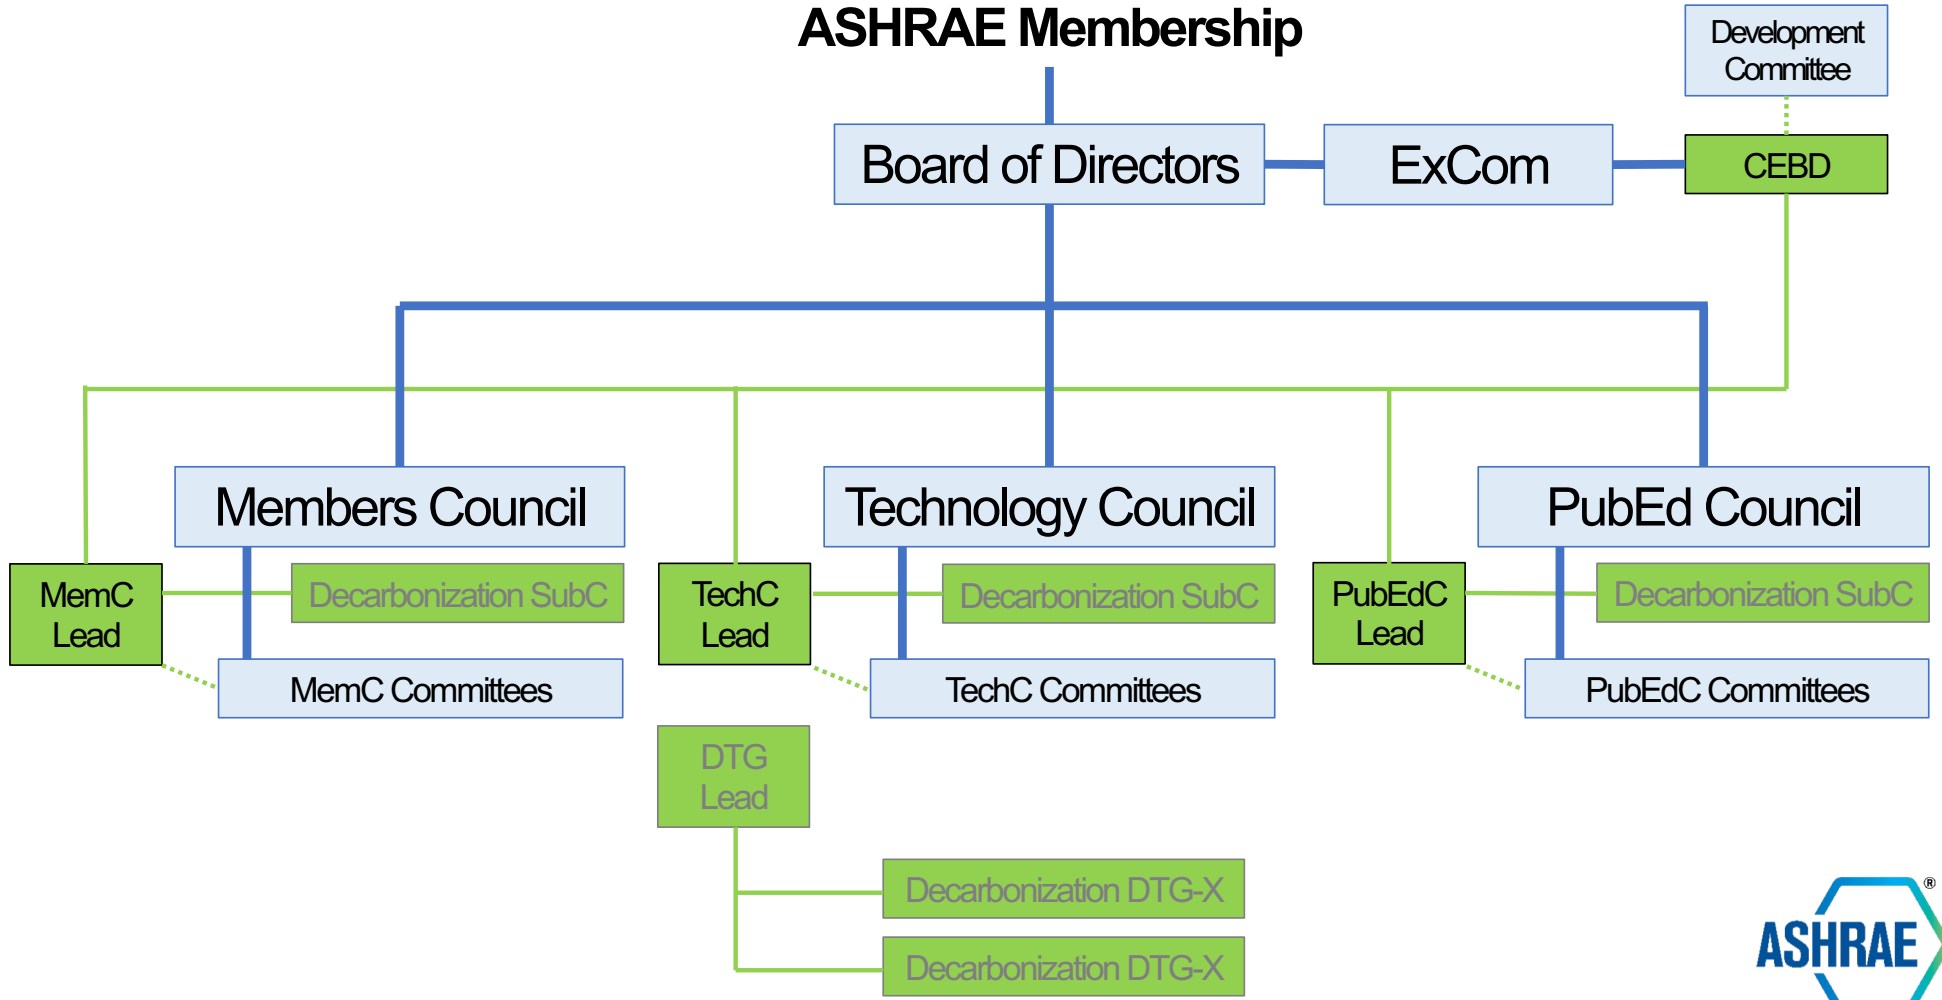 ASHRAE Membership
Development
Committee
Board of Directors
ExCom
CEBD
Members Council
Technology Council
PubEd Council
MemC
Lead
Decarbonization SubC
TechC
Lead
Decarbonization SubC
PubEdC
Lead
Decarbonization SubC
MemC Committees
TechC Committees
PubEdC Committees
DTG
Lead
Decarbonization DTG-X
Decarbonization DTG-X
ASHRAE ®